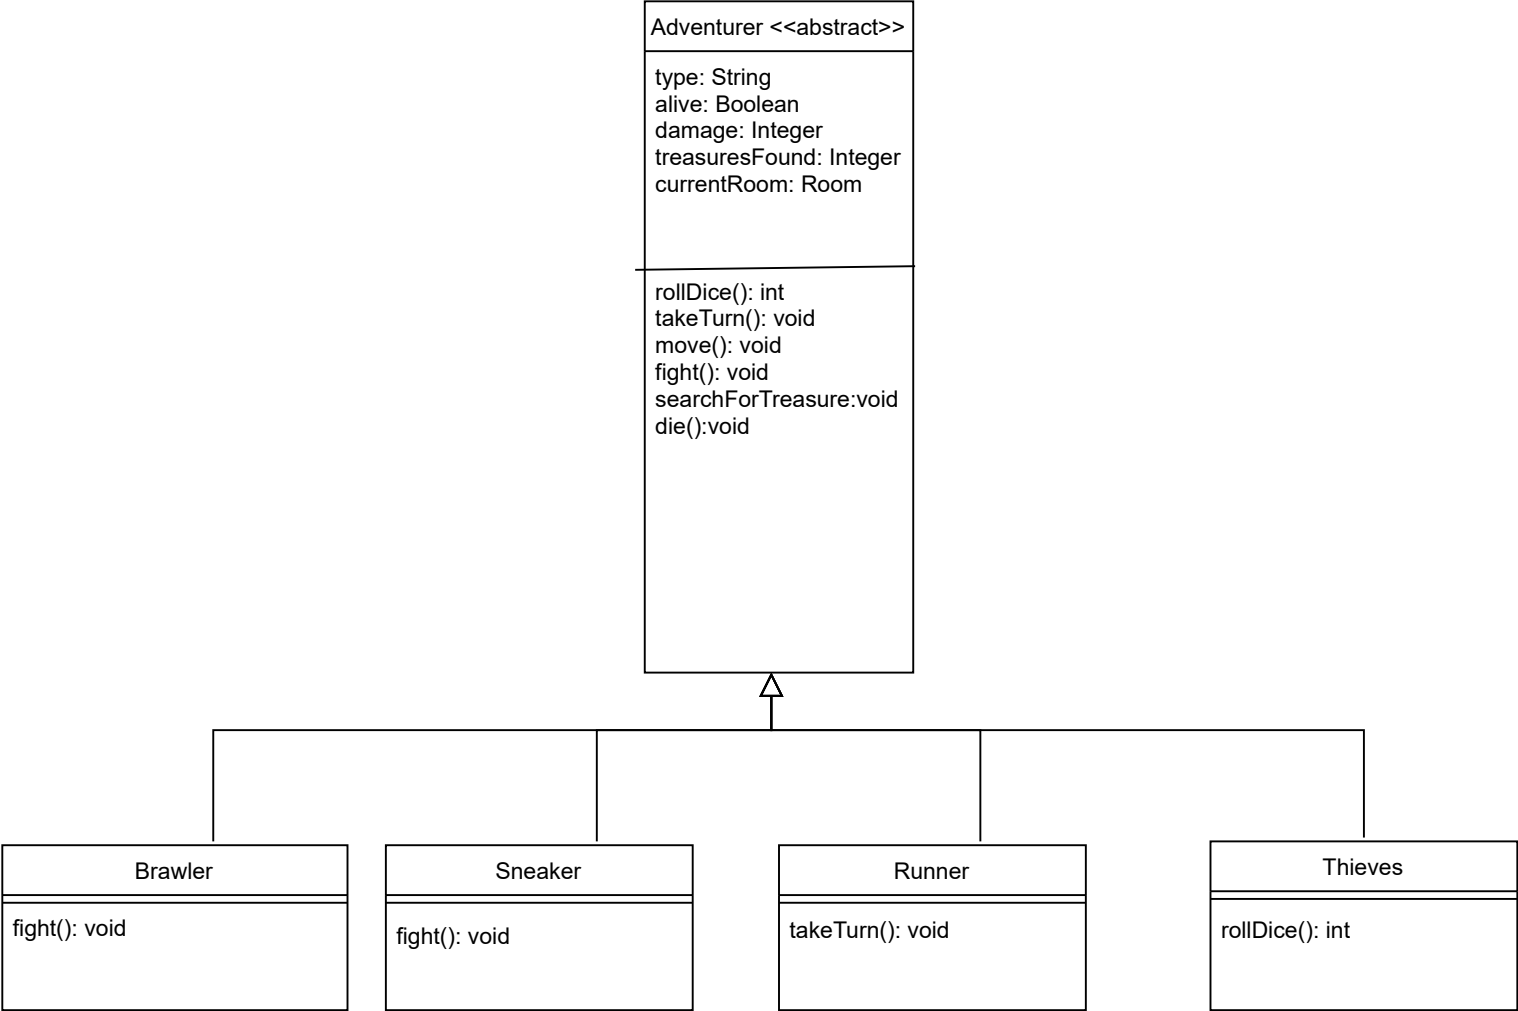 Adventurer <<abstract>>
type: String
alive: Boolean
damage: Integer
treasuresFound: Integer
currentRoom: Room
rollDice(): int
takeTurn(): void
move(): void
fight(): void
searchForTreasure:void
die():void
Brawler
fight(): void
Sneaker
fight(): void
Runner
takeTurn(): void
Thieves
rollDice(): int